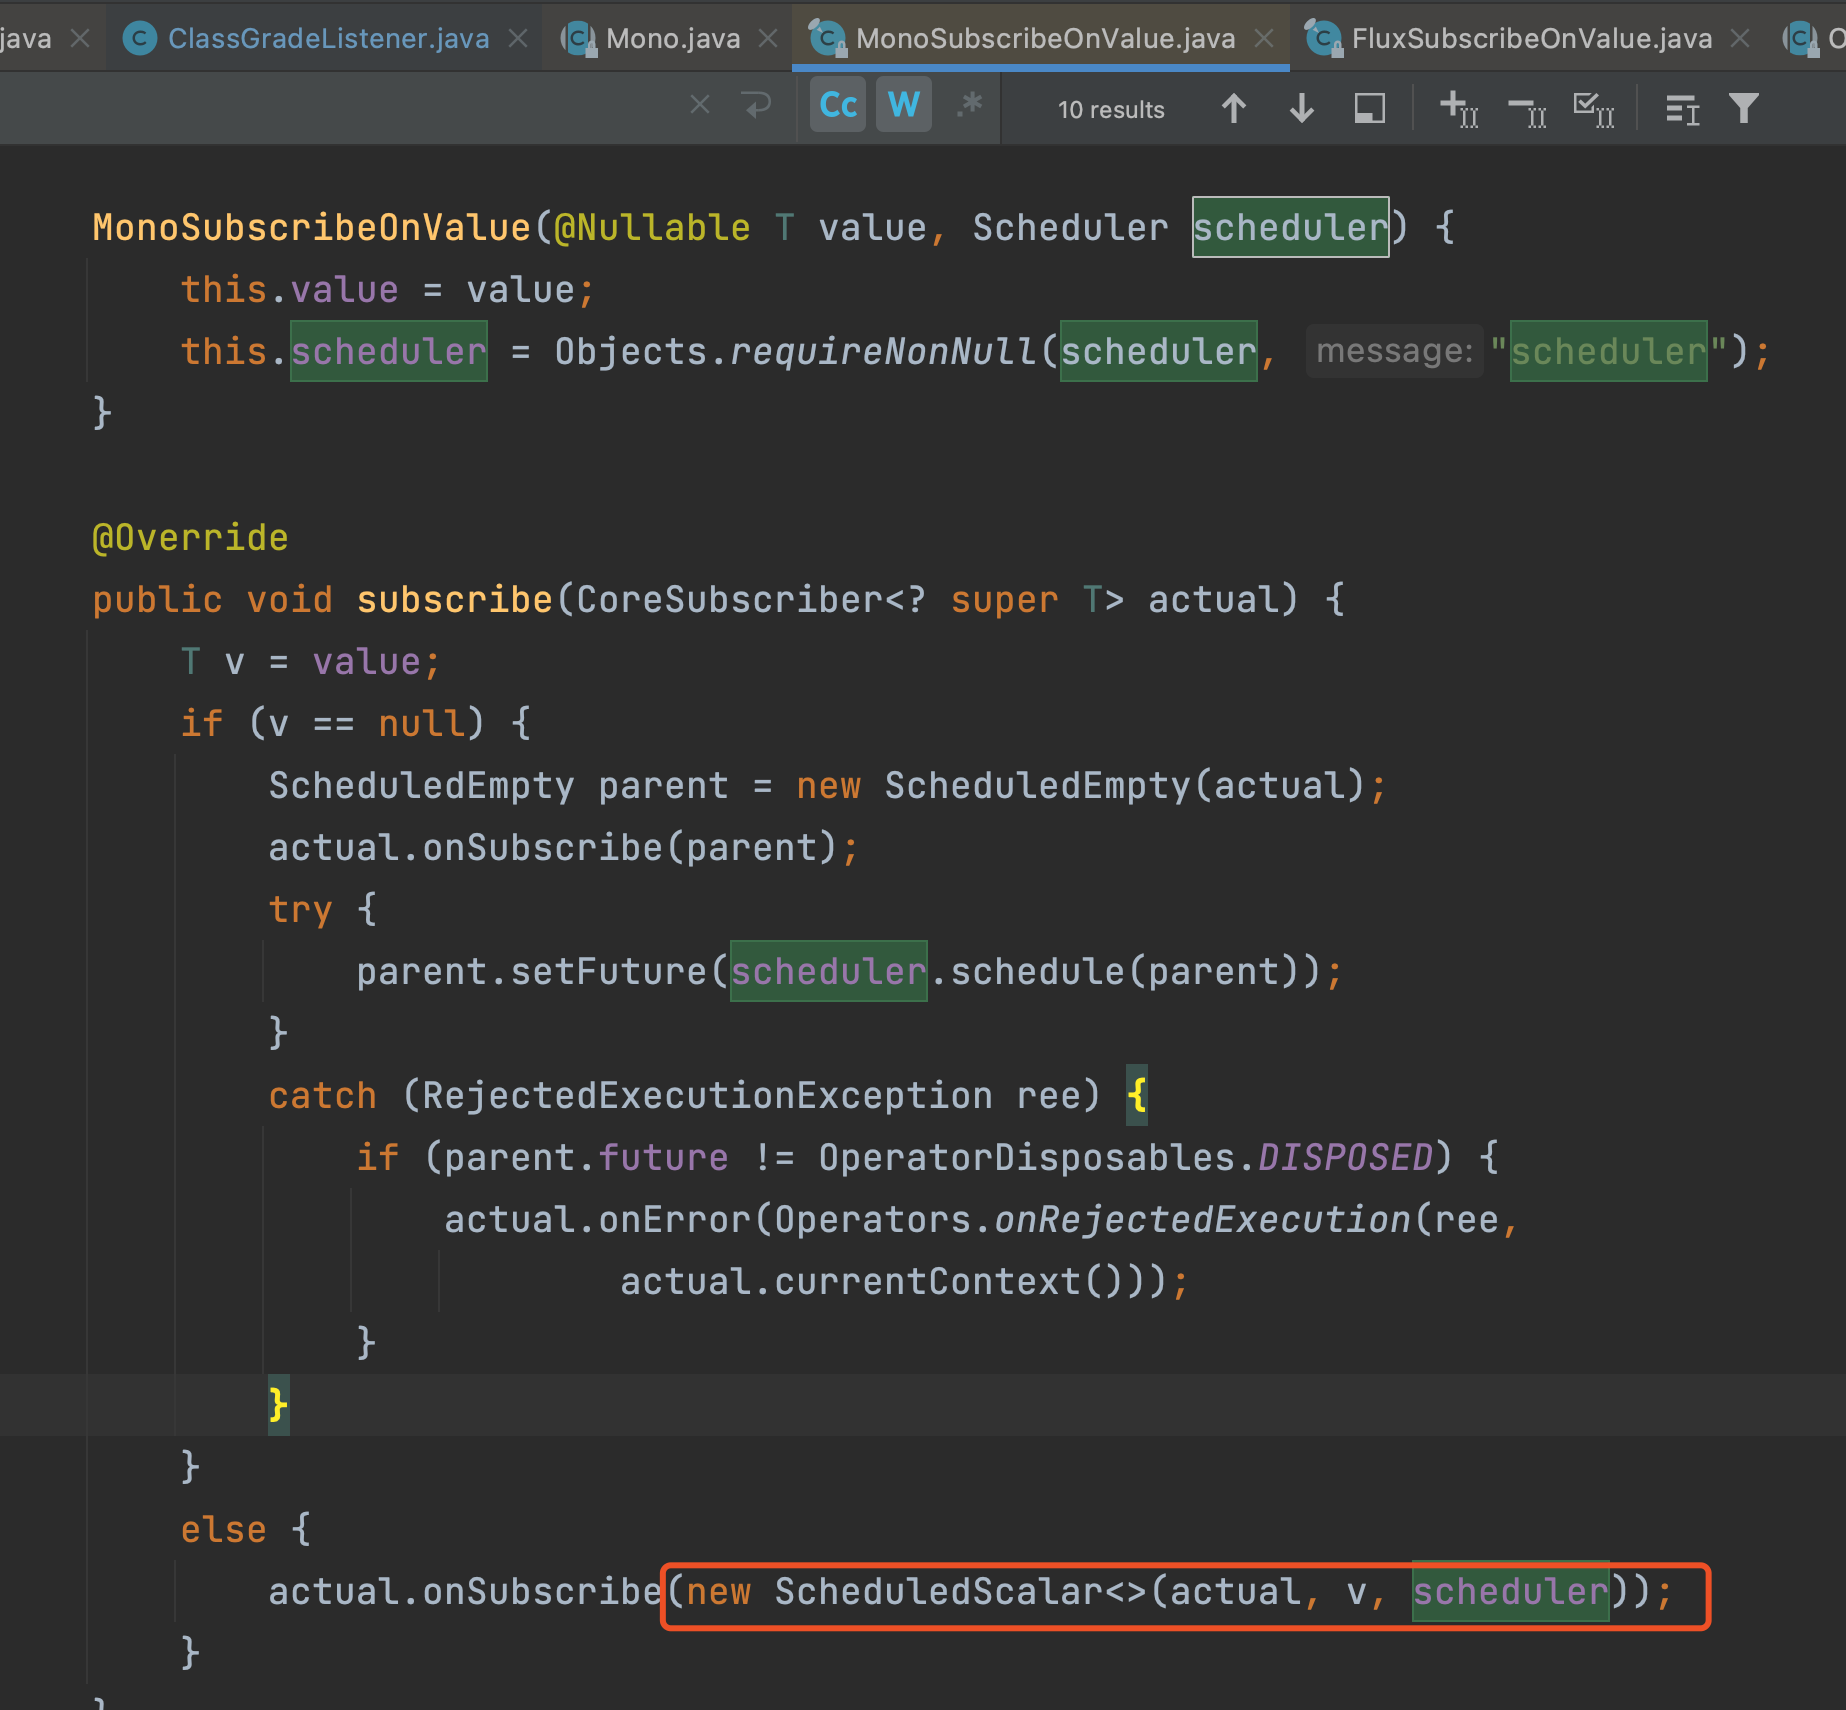 java ClassGradeListener.java Mono.java MonoSubscribeOnValue.java FluxSubscribeOnValue.java
Cc W .* 10 results
MonoSubscribeOnValue(@Nullable T value, Scheduler scheduler) {
this.value = value;
this.scheduler = Objects.requireNonNull(scheduler, message: "scheduler");
}
@Override
public void subscribe(CoreSubscriber<? super T> actual) {
T v = value;
if (v == null) {
ScheduledEmpty parent = new ScheduledEmpty(actual);
actual.onSubscribe(parent);
try {
parent.setFuture(scheduler.schedule(parent));
}
catch (RejectedExecutionException ree) {
if (parent.future != OperatorDisposables.DISPOSED) {
actual.onError(Operators.onRejectedExecution(ree,
actual.currentContext()));
}
}
}
else {
actual.onSubscribe(new ScheduledScalar<>(actual, v, scheduler));
}
}